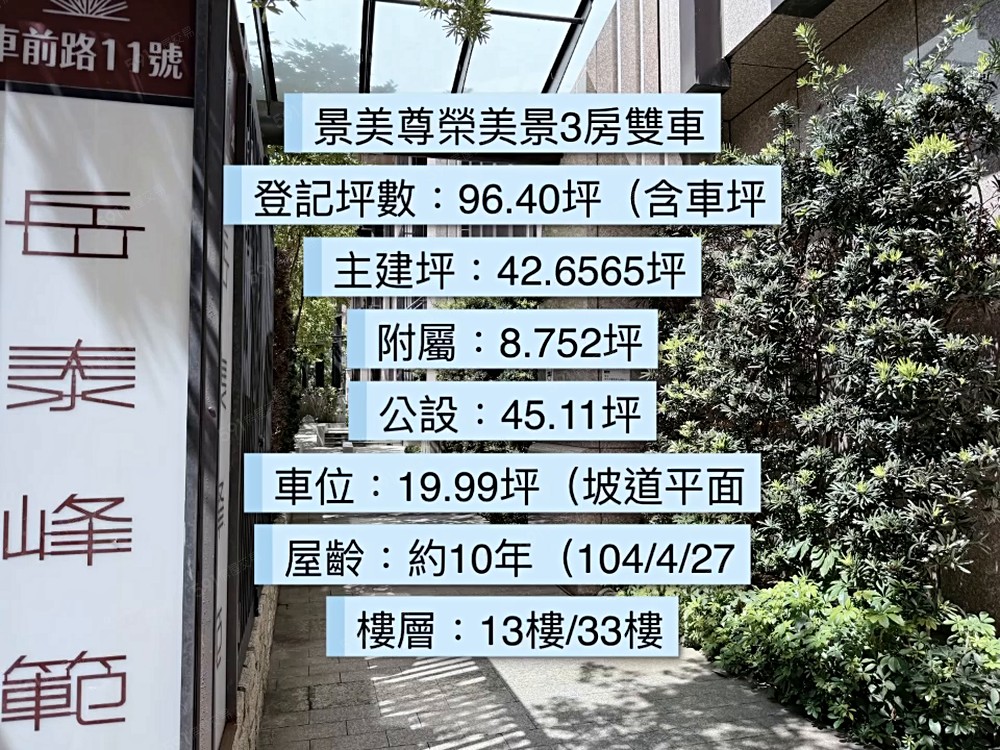 車前路11號
岳泰峰範
景美尊榮美景3房雙車
登記坪數：96.40坪（含車坪
主建坪：42.6565坪
附屬：8.752坪
公設：45.11坪
車位：19.99坪（坡道平面
屋齡：約10年（104/4/27
樓層：13樓/33樓